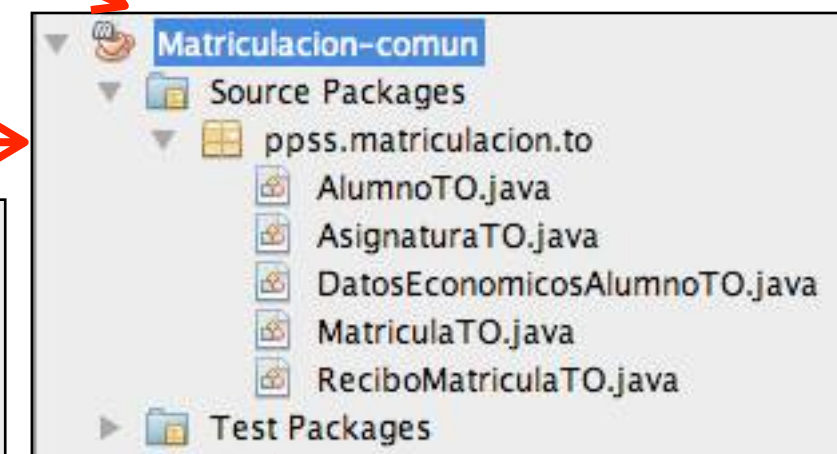 Matriculacion-comun
Source Packages
ppss.matriculacion.to
AlumnoTO.java
AsignaturaTO.java
DatosEconomicosAlumnoTO.java
MatriculaTO.java
ReciboMatriculaTO.java
Test Packages